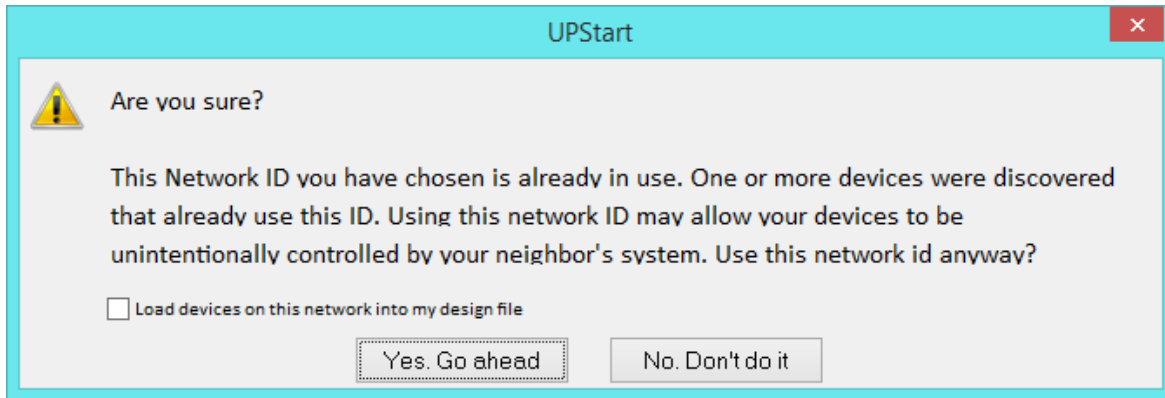 UPStart
Are you sure?
This Network ID you have chosen is already in use. One or more devices were discovered
that already use this ID. Using this network ID may allow your devices to be
unintentionally controlled by your neighbor's system. Use this network id anyway?
Load devices on this network into my design file
Yes. Go ahead
No. Don't do it